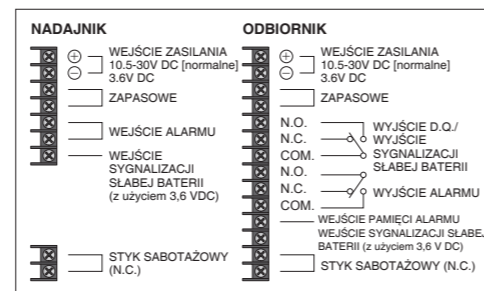 NADAJNIK
⊕ WEJŚCIE ZASILANIA
10.5-30V DC [normalne]
⊖ 3.6V DC
ZAPASOWE
WEJŚCIE ALARMU
WEJŚCIE
SYGNALIZACJI
SŁABEJ BATERII
(z użyciem 3,6 VDC)
STYK SABOTAŻOWY
(N.C.)
ODBIORNIK
⊕ WEJŚCIE ZASILANIA
10.5-30V DC [normalne]
⊖ 3.6V DC
ZAPASOWE
N.O.
N.C.
COM.
WYJŚCIE D.Q./
WYJŚCIE
SYGNALIZACJI
SŁABEJ BATERII
N.O.
N.C.
COM.
WYJŚCIE ALARMU
WEJŚCIE PAMIĘCI ALARMU
WEJŚCIE SYGNALIZACJI SŁABEJ
BATERII (z użyciem 3,6 V DC)
STYK SABOTAŻOWY (N.C.)